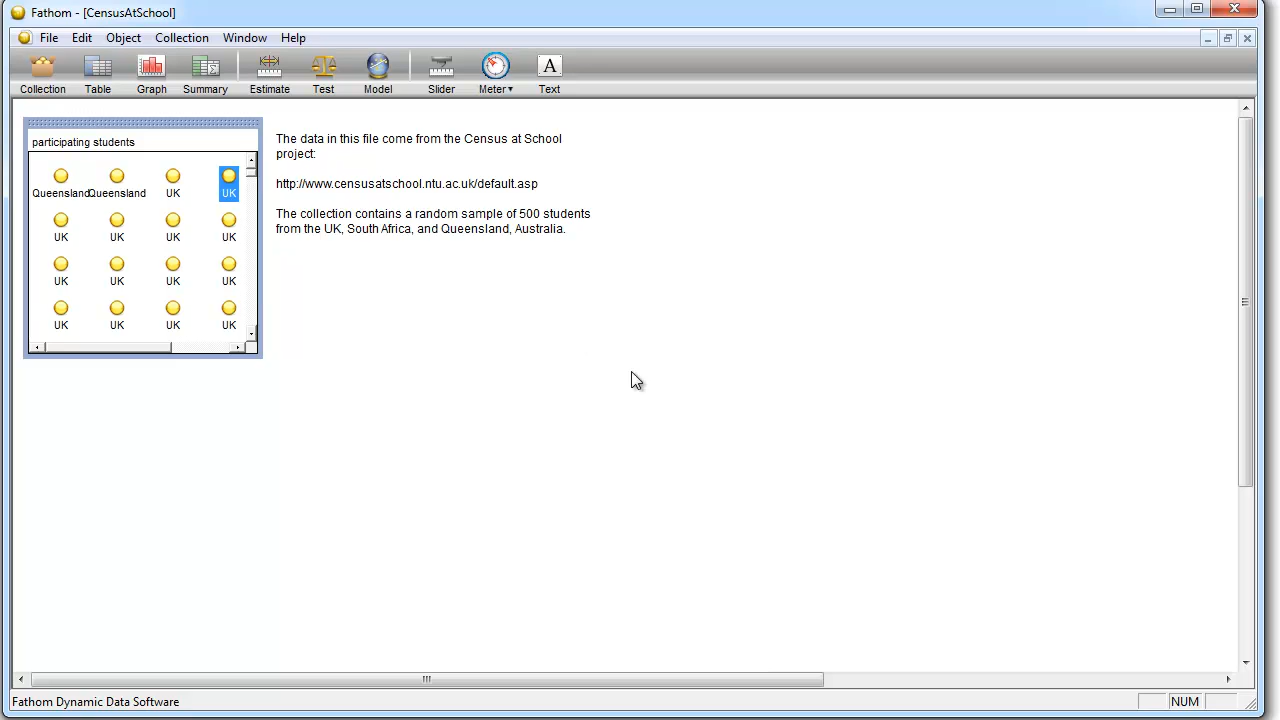 Fathom - [CensusAtSchool]
File Edit Object Collection Window Help
Collection Table Graph Summary Estimate Test Model Slider Meter▾ A Text
participating students
Queensland Queensland UK UK
UK UK UK UK
UK UK UK UK
UK UK UK UK
The data in this file come from the Census at School
project:
http://www.censusatschool.ntu.ac.uk/default.asp
The collection contains a random sample of 500 students
from the UK, South Africa, and Queensland, Australia.
Fathom Dynamic Data Software NUM